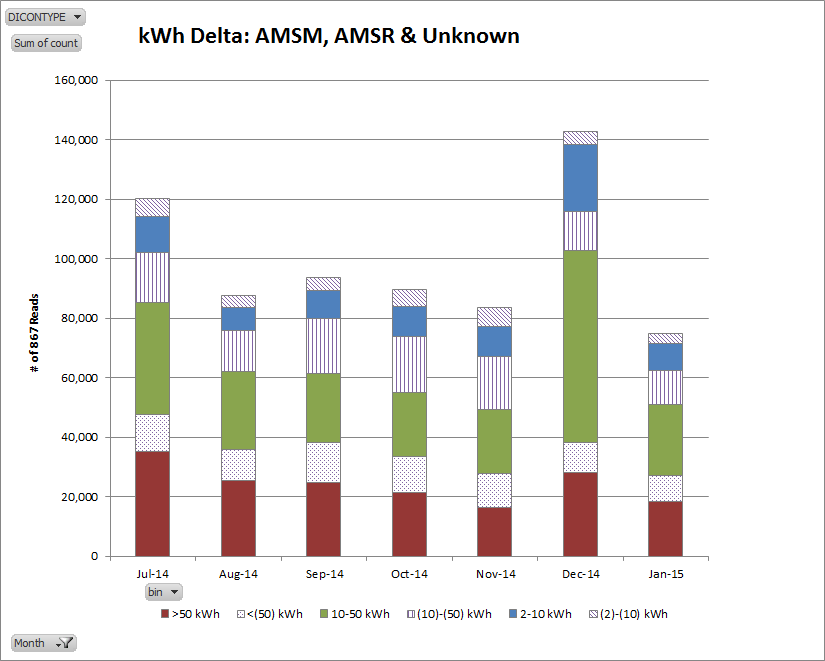 DICONTYPE
Sum of count
kWh Delta: AMSM, AMSR & Unknown
160,000
140,000
120,000
100,000
80,000
60,000
40,000
20,000
0
# of 867 Reads
Jul-14 Aug-14 Sep-14 Oct-14 Nov-14 Dec-14 Jan-15
bin
>50 kWh <(50) kWh 10-50 kWh (10)-(50) kWh 2-10 kWh (2)-(10) kWh
Month